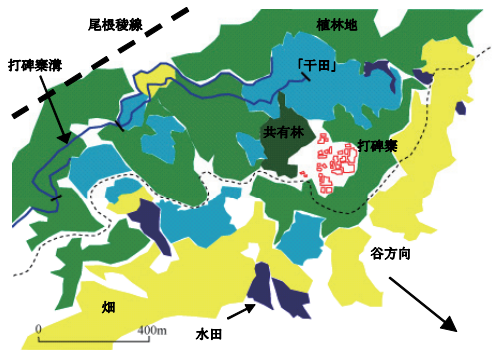 尾根稜線
植林地
打碑寨溝
「干田」
共有林
打碑寨
谷方向
畑
水田
0 400m